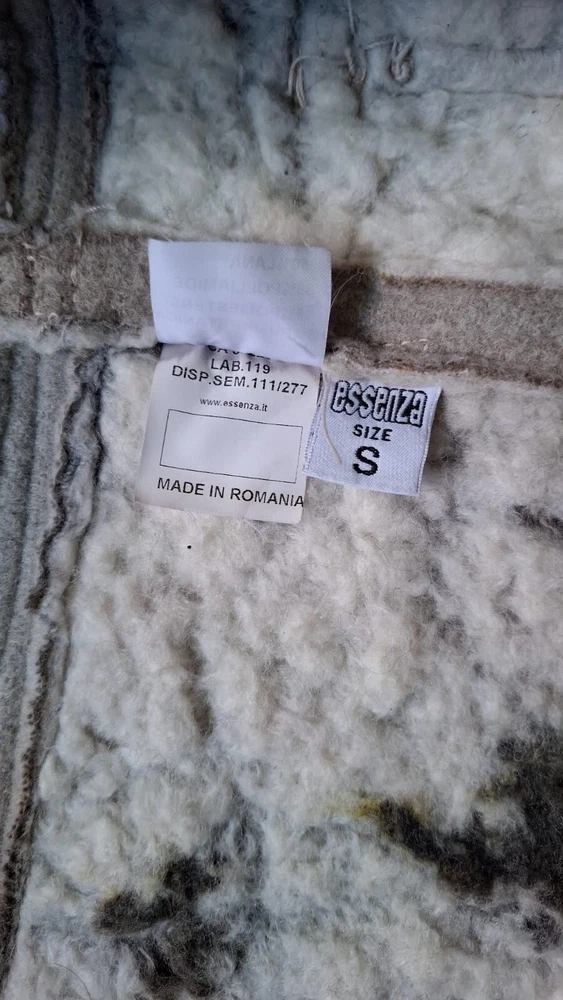 LAB.119
DISP.SEM.111/277
www.essenza.it
MADE IN ROMANIA
essenza
SIZE
S